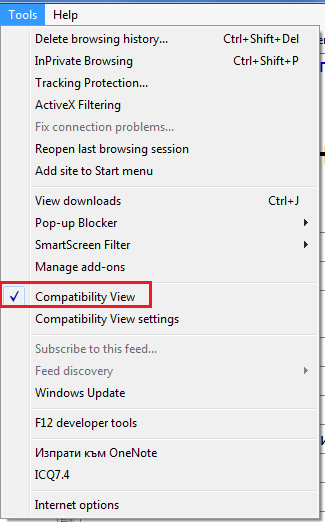 Tools Help
Delete browsing history... Ctrl+Shift+Del
InPrivate Browsing Ctrl+Shift+P
Tracking Protection...
ActiveX Filtering
Fix connection problems...
Reopen last browsing session
Add site to Start menu
View downloads Ctrl+J
Pop-up Blocker
SmartScreen Filter
Manage add-ons
Compatibility View
Compatibility View settings
Subscribe to this feed...
Feed discovery
Windows Update
F12 developer tools
Изпрати към OneNote
ICQ7.4
Internet options